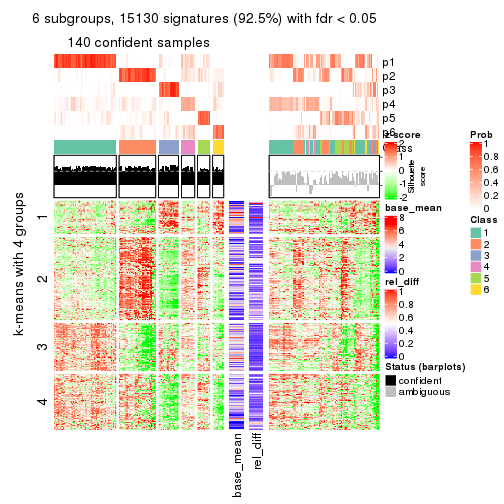 6 subgroups, 15130 signatures (92.5%) with fdr < 0.05
140 confident samples
p1
p2
p3
p4
p5
p6
Class
Silhouette
score
k-means with 4 groups
1
2
3
4
base_mean
rel_diff
z-score
2
1
0
-1
-2
base_mean
8
6
4
2
0
rel_diff
1
0.8
0.6
0.4
0.2
0
Status (barplots)
confident
ambiguous
Prob
1
0.8
0.6
0.4
0.2
0
Class
1
2
3
4
5
6